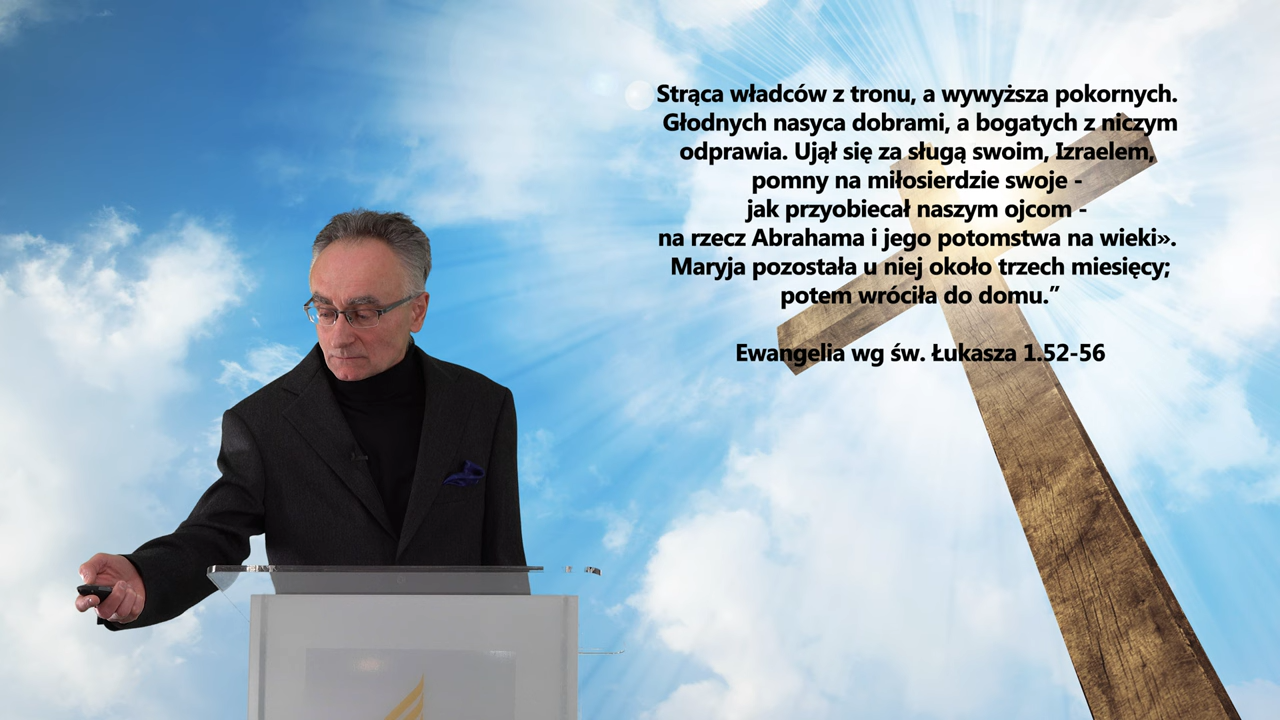 Strąca władców z tronu, a wywyższa pokornych.
Głodnych nasyca dobrami, a bogatych z niczym
odprawia. Ujął się za sługą swoim, Izraelem,
pomny na miłosierdzie swoje -
jak przyobiecał naszym ojcom -
na rzecz Abrahama i jego potomstwa na wieki».
Maryja pozostała u niej około trzech miesięcy;
potem wróciła do domu.”
Ewangelia wg św. Łukasza 1.52-56